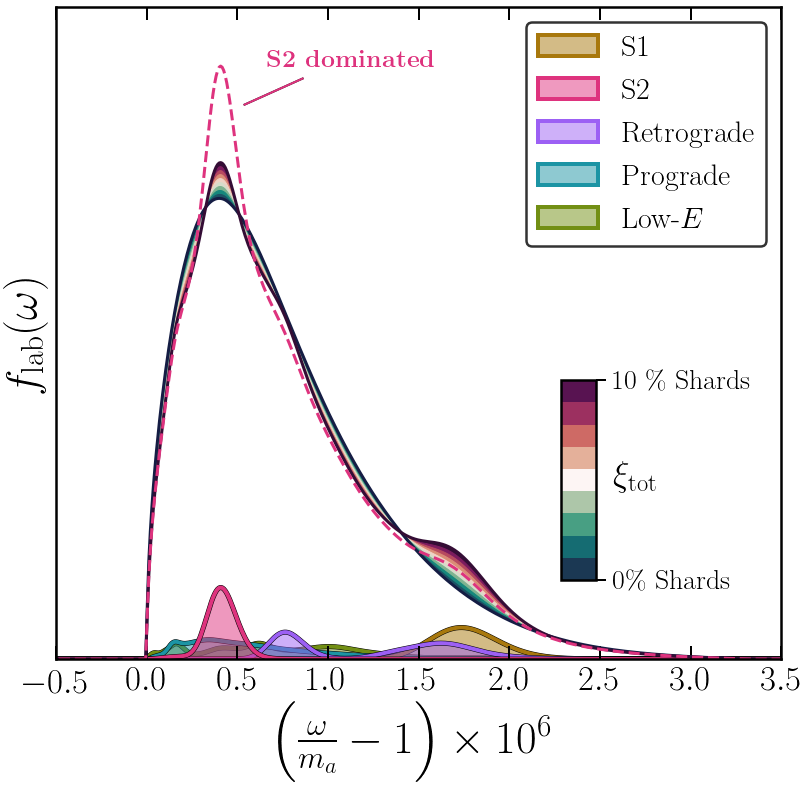 S2 dominated
S1
S2
Retrograde
Prograde
Low-E
f_lab(ω)
10 % Shards
ξ_tot
0% Shards
−0.5 0.0 0.5 1.0 1.5 2.0 2.5 3.0 3.5
(ω/m_a − 1) × 10^6